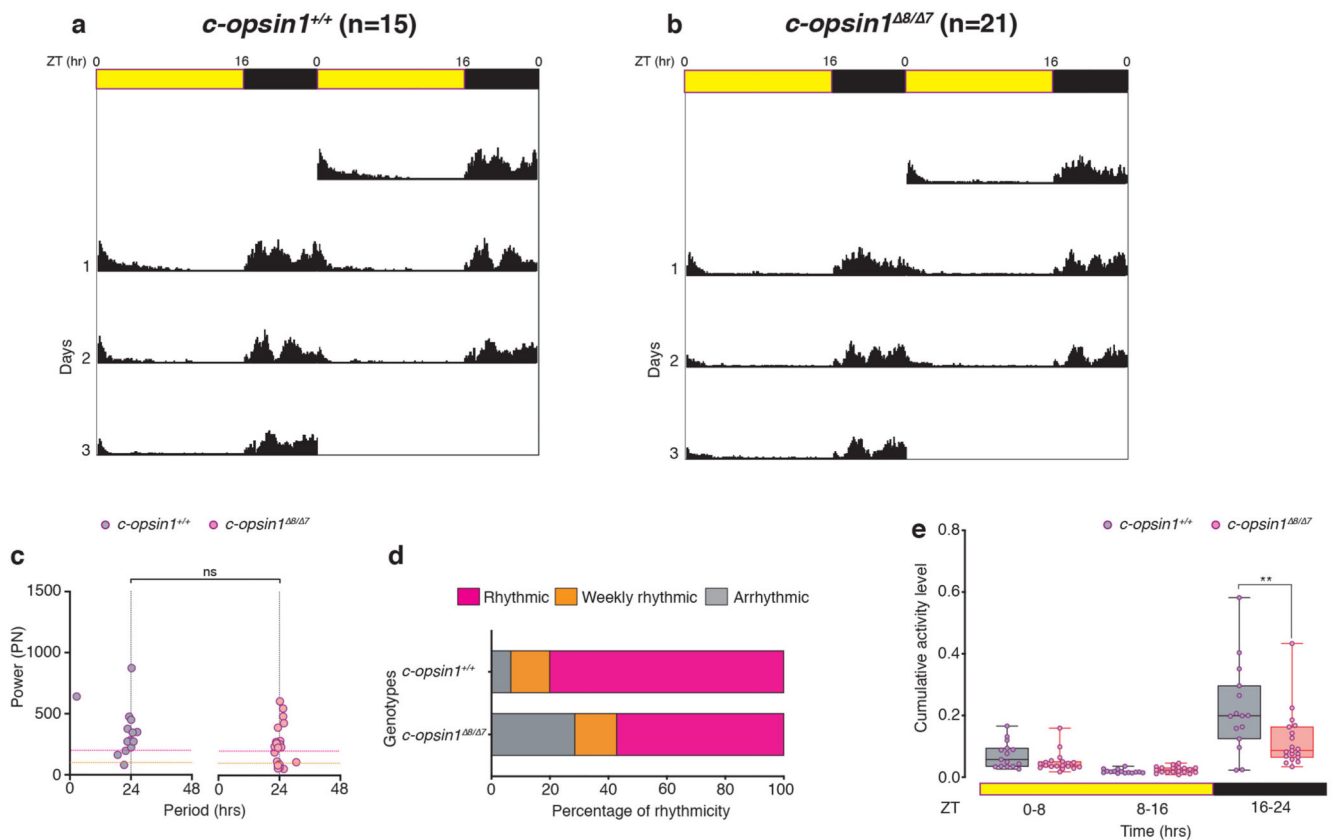 a
c-opsin1+/+ (n=15)
ZT (hr) 0 16 0 16 0
Days
1
2
3
b
c-opsin1Δ8/Δ7 (n=21)
ZT (hr) 0 16 0 16 0
Days
1
2
3
c
c-opsin1+/+ c-opsin1Δ8/Δ7
ns
Power (PN)
1500
1000
500
0
0 24 48 0 24 48
Period (hrs)
d
Rhythmic Weekly rhythmic Arrhythmic
Genotypes
c-opsin1+/+
c-opsin1Δ8/Δ7
0 20 40 60 80 100
Percentage of rhythmicity
e
c-opsin1+/+ c-opsin1Δ8/Δ7
Cumulative activity level
0.8
0.6
0.4
0.2
0.0
**
ZT 0-8 8-16 16-24
Time (hrs)